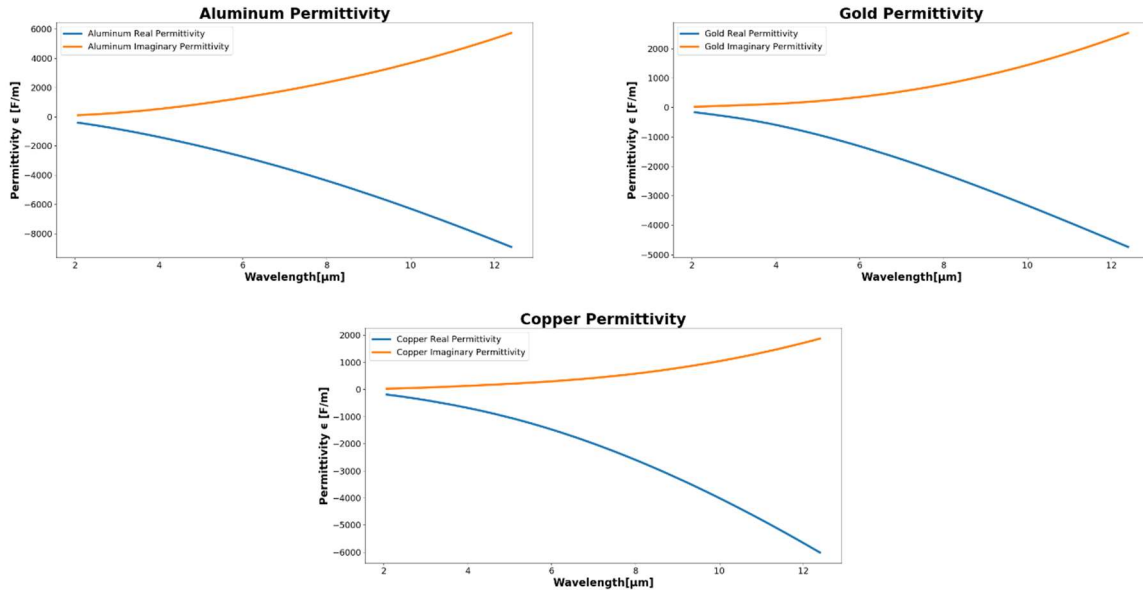 Aluminum Permittivity
Aluminum Real Permittivity
Aluminum Imaginary Permittivity
Permittivity ϵ [F/m]
6000
4000
2000
0
−2000
−4000
−6000
−8000
2 4 6 8 10 12
Wavelength[μm]
Gold Permittivity
Gold Real Permittivity
Gold Imaginary Permittivity
Permittivity ϵ [F/m]
2000
1000
0
−1000
−2000
−3000
−4000
−5000
2 4 6 8 10 12
Wavelength[μm]
Copper Permittivity
Copper Real Permittivity
Copper Imaginary Permittivity
Permittivity ϵ [F/m]
2000
1000
0
−1000
−2000
−3000
−4000
−5000
−6000
2 4 6 8 10 12
Wavelength[μm]